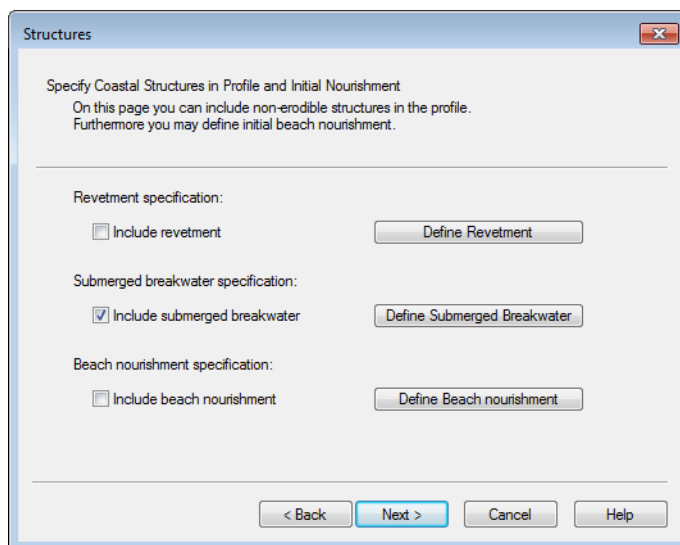 Structures
Specify Coastal Structures in Profile and Initial Nourishment
On this page you can include non-erodible structures in the profile.
Furthermore you may define initial beach nourishment.
Revetment specification:
Include revetment
Define Revetment
Submerged breakwater specification:
Include submerged breakwater
Define Submerged Breakwater
Beach nourishment specification:
Include beach nourishment
Define Beach nourishment
< Back
Next >
Cancel
Help